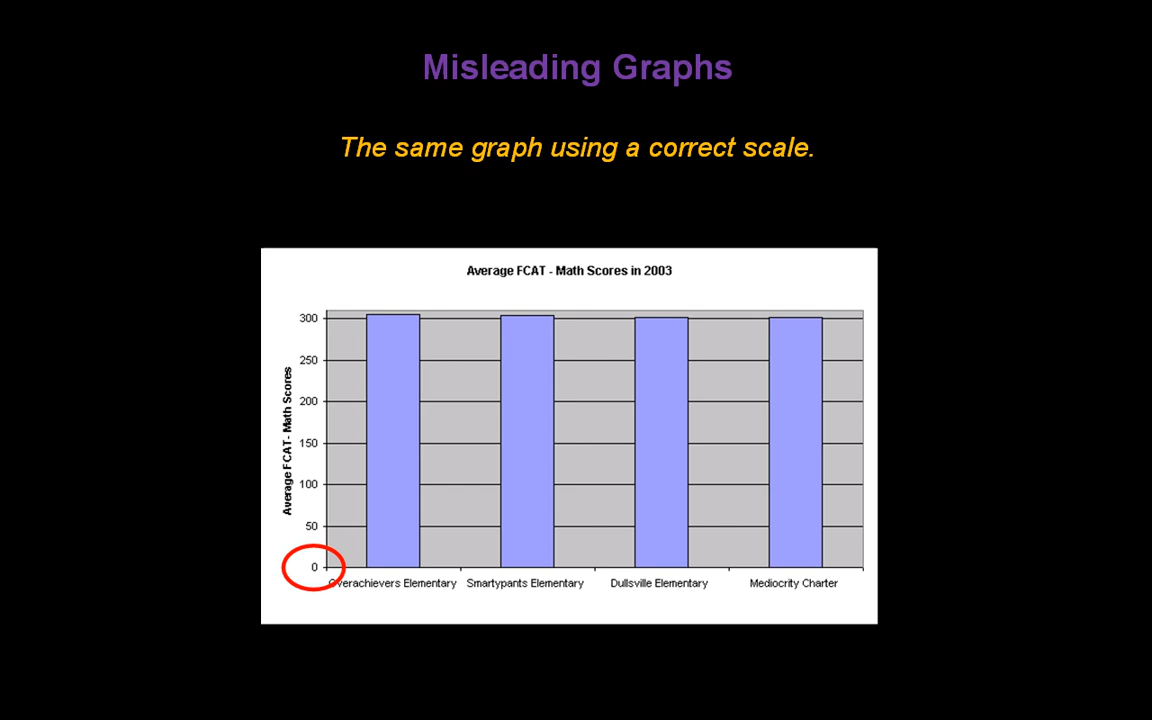 Misleading Graphs
The same graph using a correct scale.
Average FCAT - Math Scores in 2003
Average FCAT- Math Scores
300
250
200
150
100
50
0
Overachievers Elementary
Smartypants Elementary
Dullsville Elementary
Mediocrity Charter